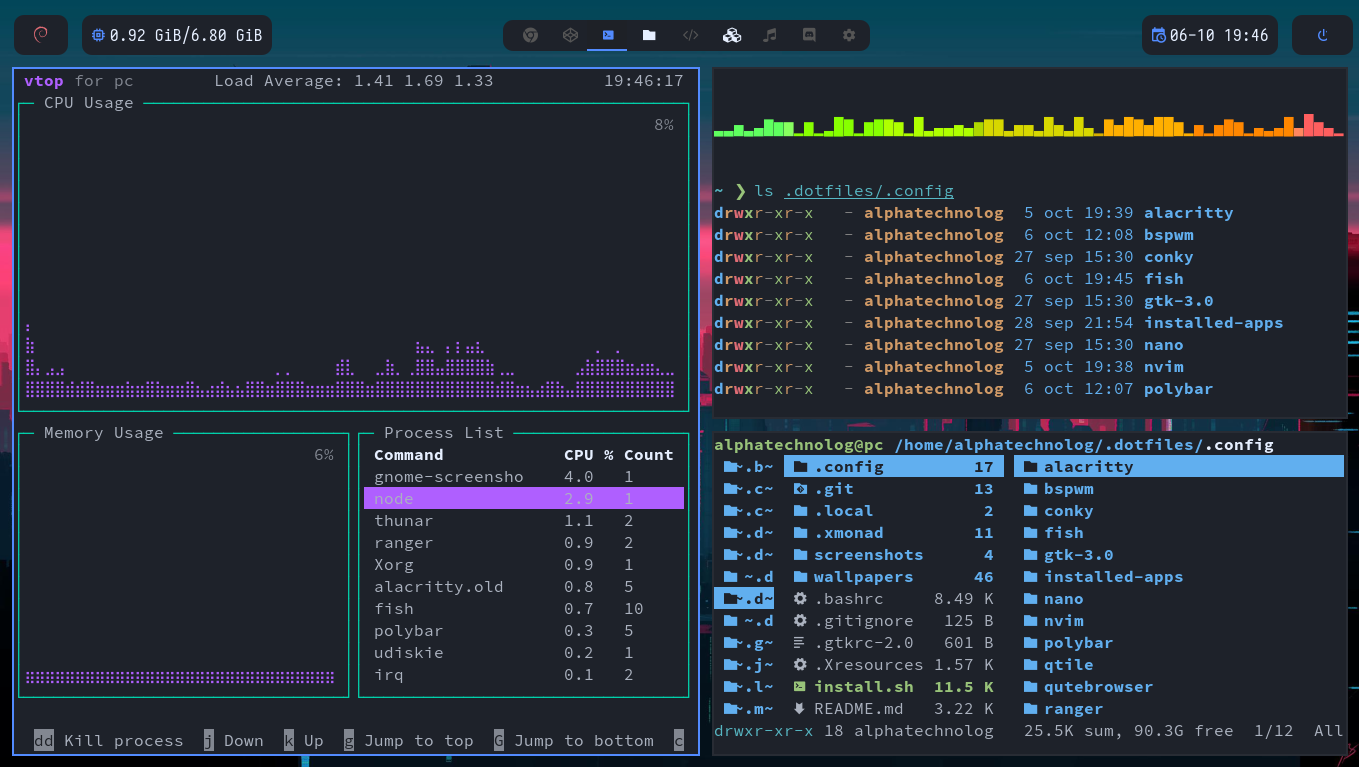 0.92 GiB/6.80 GiB
06-10 19:46
vtop for pc Load Average: 1.41 1.69 1.33 19:46:17
CPU Usage
8%
Memory Usage
6%
Process List
Command CPU % Count
gnome-screensho 4.0 1
node 2.9 1
thunar 1.1 2
ranger 0.9 2
Xorg 0.9 1
alacritty.old 0.8 5
fish 0.7 10
polybar 0.3 5
udiskie 0.2 1
irq 0.1 2
dd Kill process j Down k Up g Jump to top G Jump to bottom c
~ ❯ ls .dotfiles/.config
drwxr-xr-x - alphatechnolog 5 oct 19:39 alacritty
drwxr-xr-x - alphatechnolog 6 oct 12:08 bspwm
drwxr-xr-x - alphatechnolog 27 sep 15:30 conky
drwxr-xr-x - alphatechnolog 6 oct 19:45 fish
drwxr-xr-x - alphatechnolog 27 sep 15:30 gtk-3.0
drwxr-xr-x - alphatechnolog 28 sep 21:54 installed-apps
drwxr-xr-x - alphatechnolog 27 sep 15:30 nano
drwxr-xr-x - alphatechnolog 5 oct 19:38 nvim
drwxr-xr-x - alphatechnolog 6 oct 12:07 polybar
alphatechnolog@pc /home/alphatechnolog/.dotfiles/.config
~.b~ .config 17 alacritty
~.c~ .git 13 bspwm
~.c~ .local 2 conky
~.d~ .xmonad 11 fish
~.d~ screenshots 4 gtk-3.0
~.d wallpapers 46 installed-apps
~.d~ .bashrc 8.49 K nano
~.d .gitignore 125 B nvim
~.g~ .gtkrc-2.0 601 B polybar
~.j~ .Xresources 1.57 K qtile
~.l~ install.sh 11.5 K qutebrowser
~.m~ README.md 3.22 K ranger
drwxr-xr-x 18 alphatechnolog 25.5K sum, 90.3G free 1/12 All